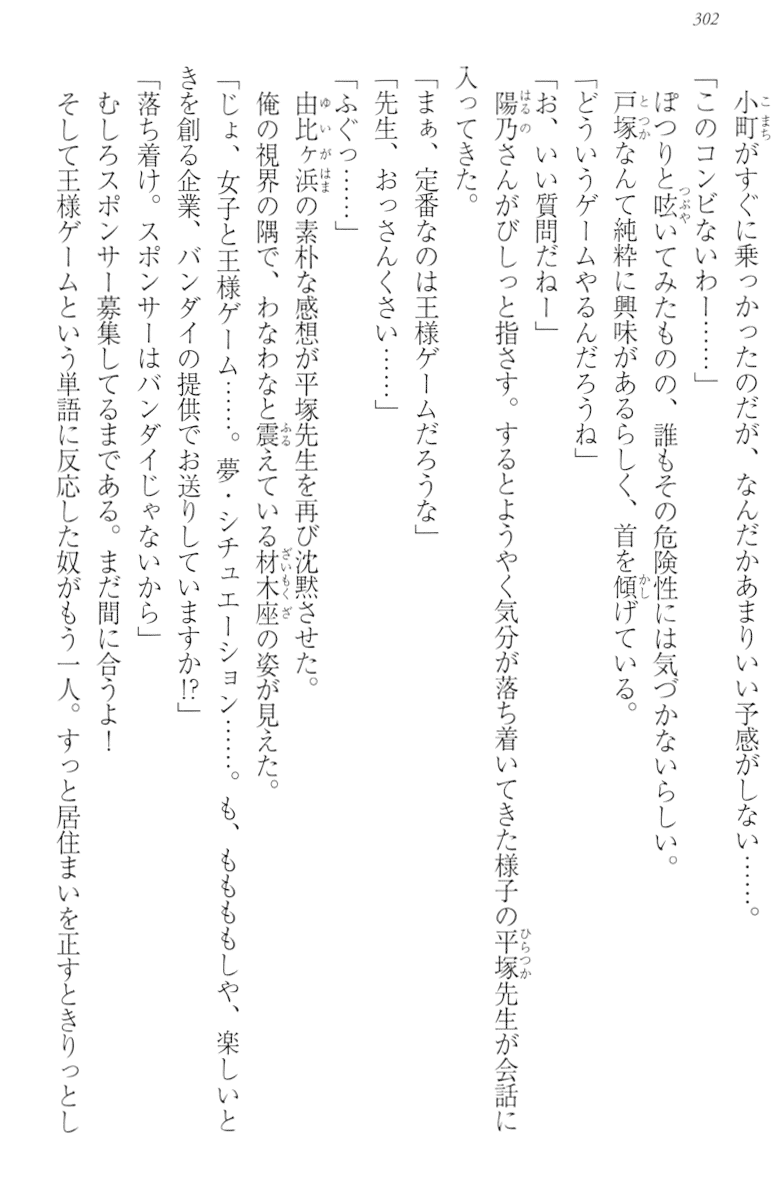 302
小町がすぐに乗っかったのだが、なんだかあまりいい予感がしない……。
「このコンビないわー……」
ぽつりと呟いてみたものの、誰もその危険性には気づかないらしい。
戸塚なんて純粋に興味があるらしく、首を傾げている。
「どういうゲームやるんだろうね」
「お、いい質問だねー」
陽乃さんがびしっと指さす。するとようやく気分が落ち着いてきた様子の平塚先生が会話に
入ってきた。
「まぁ、定番なのは王様ゲームだろうな」
「先生、おっさんくさい……」
「ふぐっ……」
由比ヶ浜の素朴な感想が平塚先生を再び沈黙させた。
俺の視界の隅で、わなわなと震えている材木座の姿が見えた。
「じょ、女子と王様ゲーム……。夢・シチュエーション……。も、もももしや、楽しいと
きを創る企業、バンダイの提供でお送りしていますか!?」
「落ち着け。スポンサーはバンダイじゃないから」
むしろスポンサー募集してるまである。まだ間に合うよ！
そして王様ゲームという単語に反応した奴がもう一人。すっと居住まいを正すときりっとし